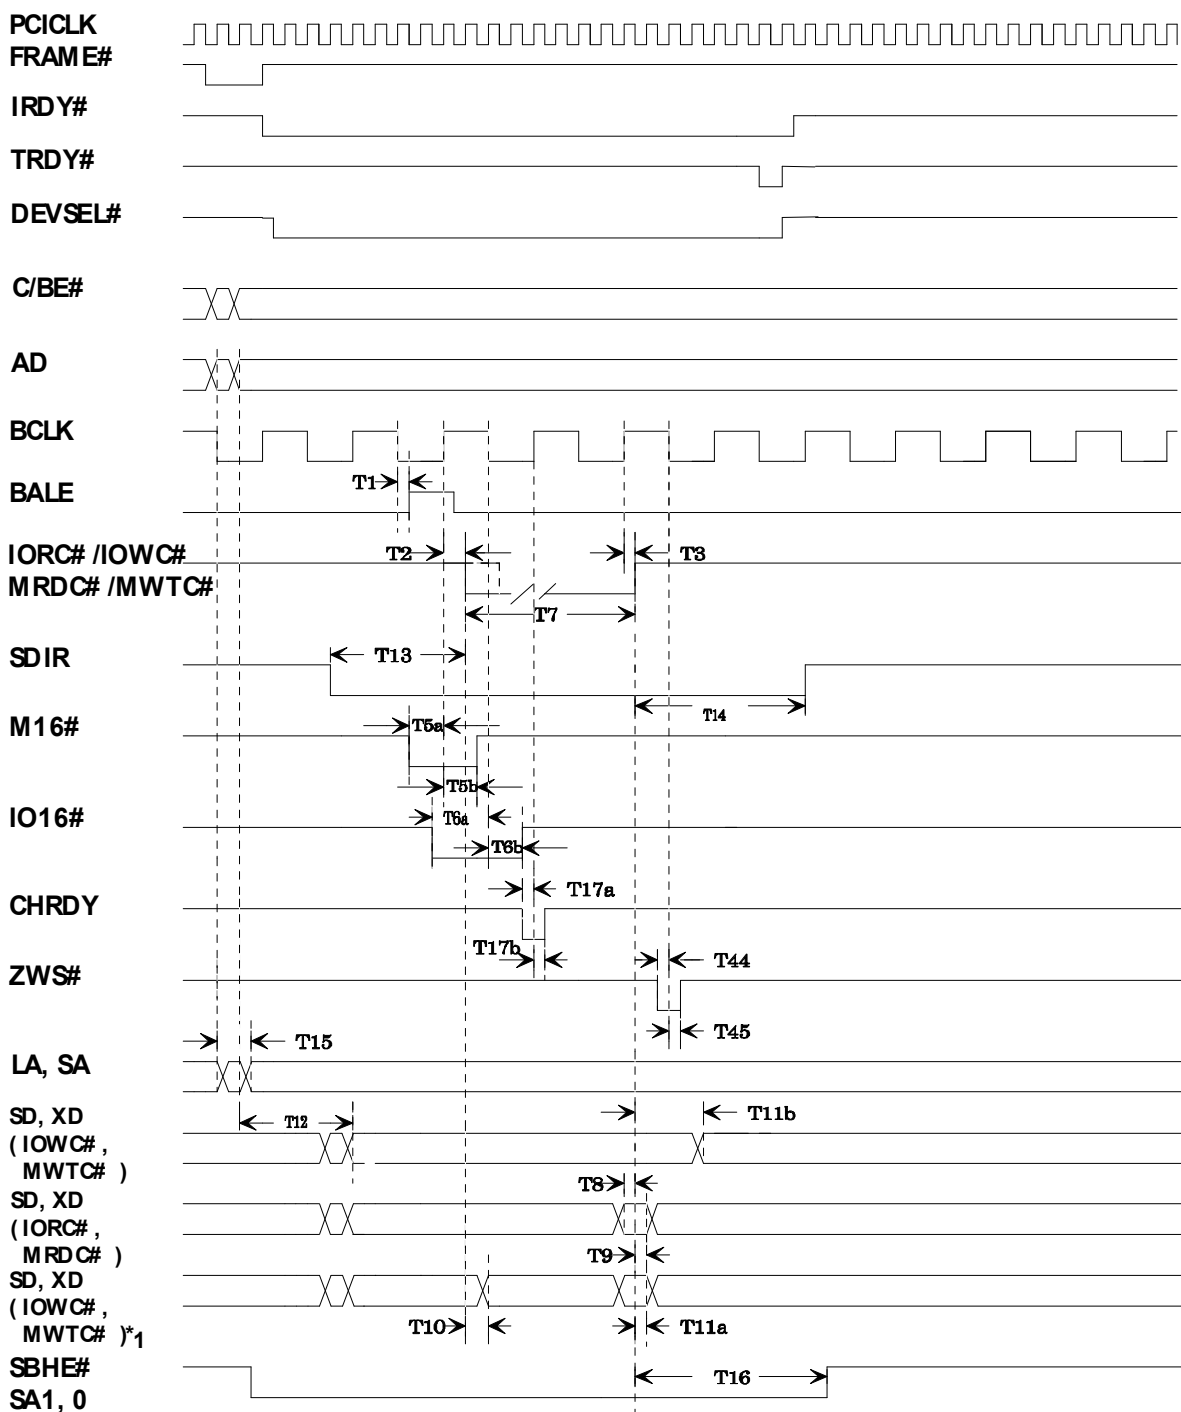 PCICLK
FRAME#
IRDY#
TRDY#
DEVSEL#
C/BE#
AD
BCLK
T1
BALE
T2
T3
IORC# /IOWC#
MRDC# /MWTC#
T7
SDIR
T13
T14
M16#
T5a
T5b
IO16#
T6a
T6b
T17a
CHRDY
T17b
T44
ZWS#
T45
T15
LA, SA
SD, XD
T12
T11b
( IOWC# ,
MWTC# )
T8
SD, XD
( IORC# ,
MRDC# )
T9
SD, XD
( IOWC# ,
MWTC# )*1
T10
T11a
SBHE#
T16
SA1, 0